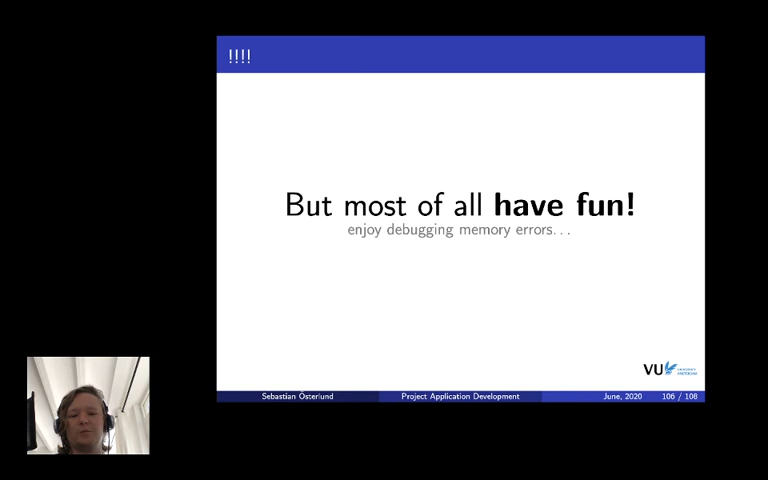 !!!!
But most of all have fun!
enjoy debugging memory errors...
VU
Sebastian Österlund Project Application Development June, 2020 106 / 108